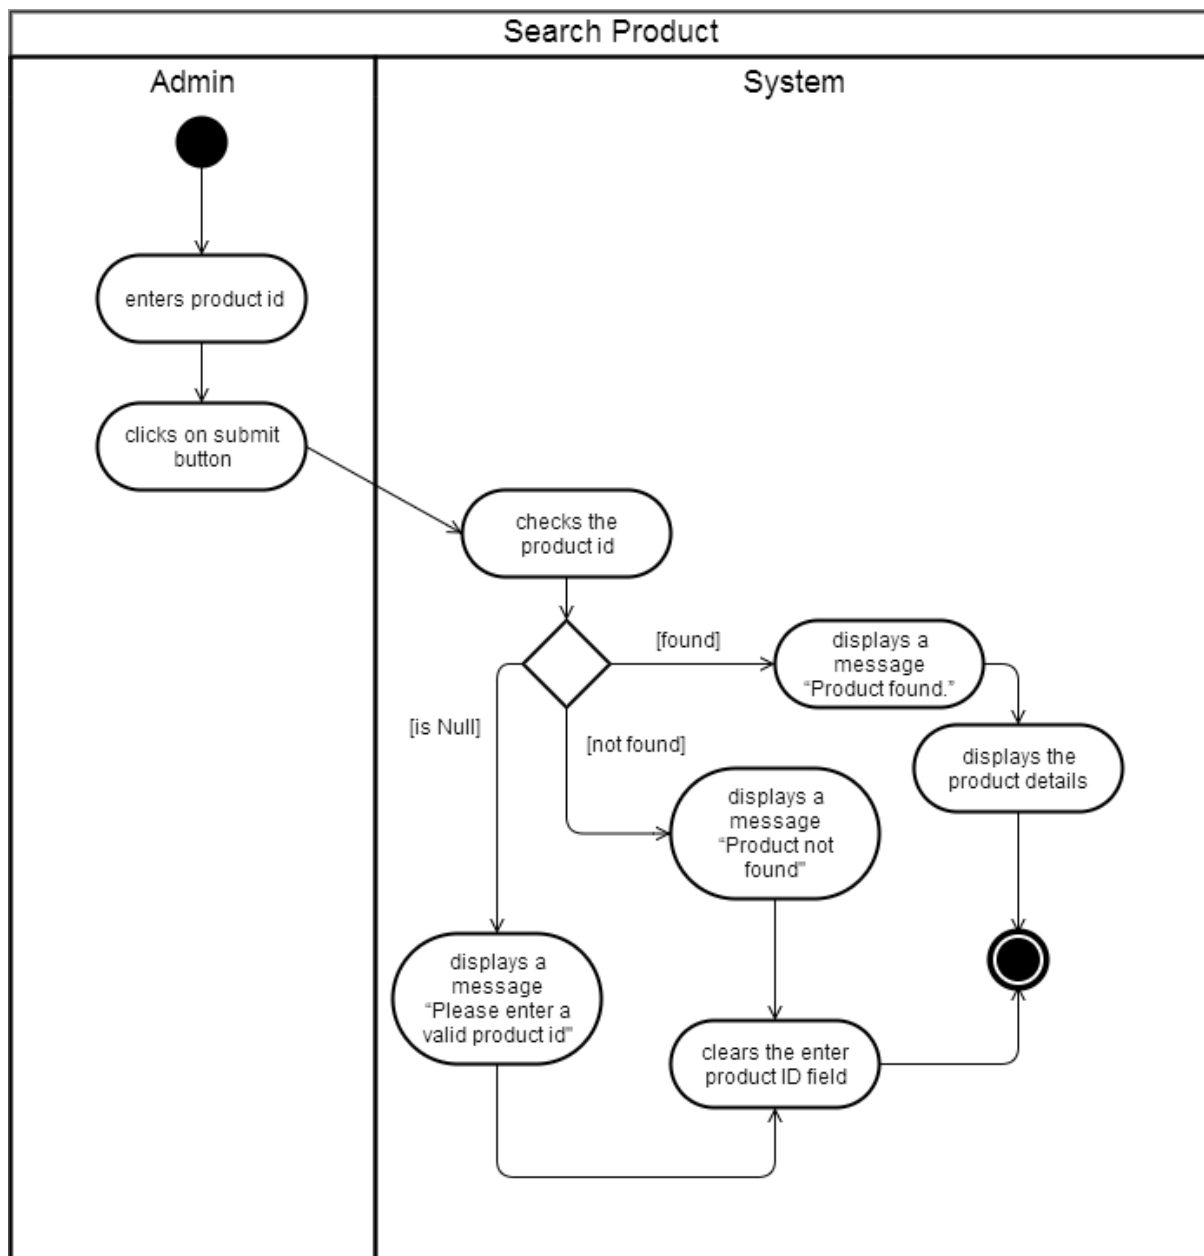 Search Product
Admin
System
enters product id
clicks on submit
button
checks the
product id
[found]
displays a
message
“Product found.”
[is Null]
[not found]
displays the
product details
displays a
message
“Product not
found”
displays a
message
“Please enter a
valid product id”
clears the enter
product ID field